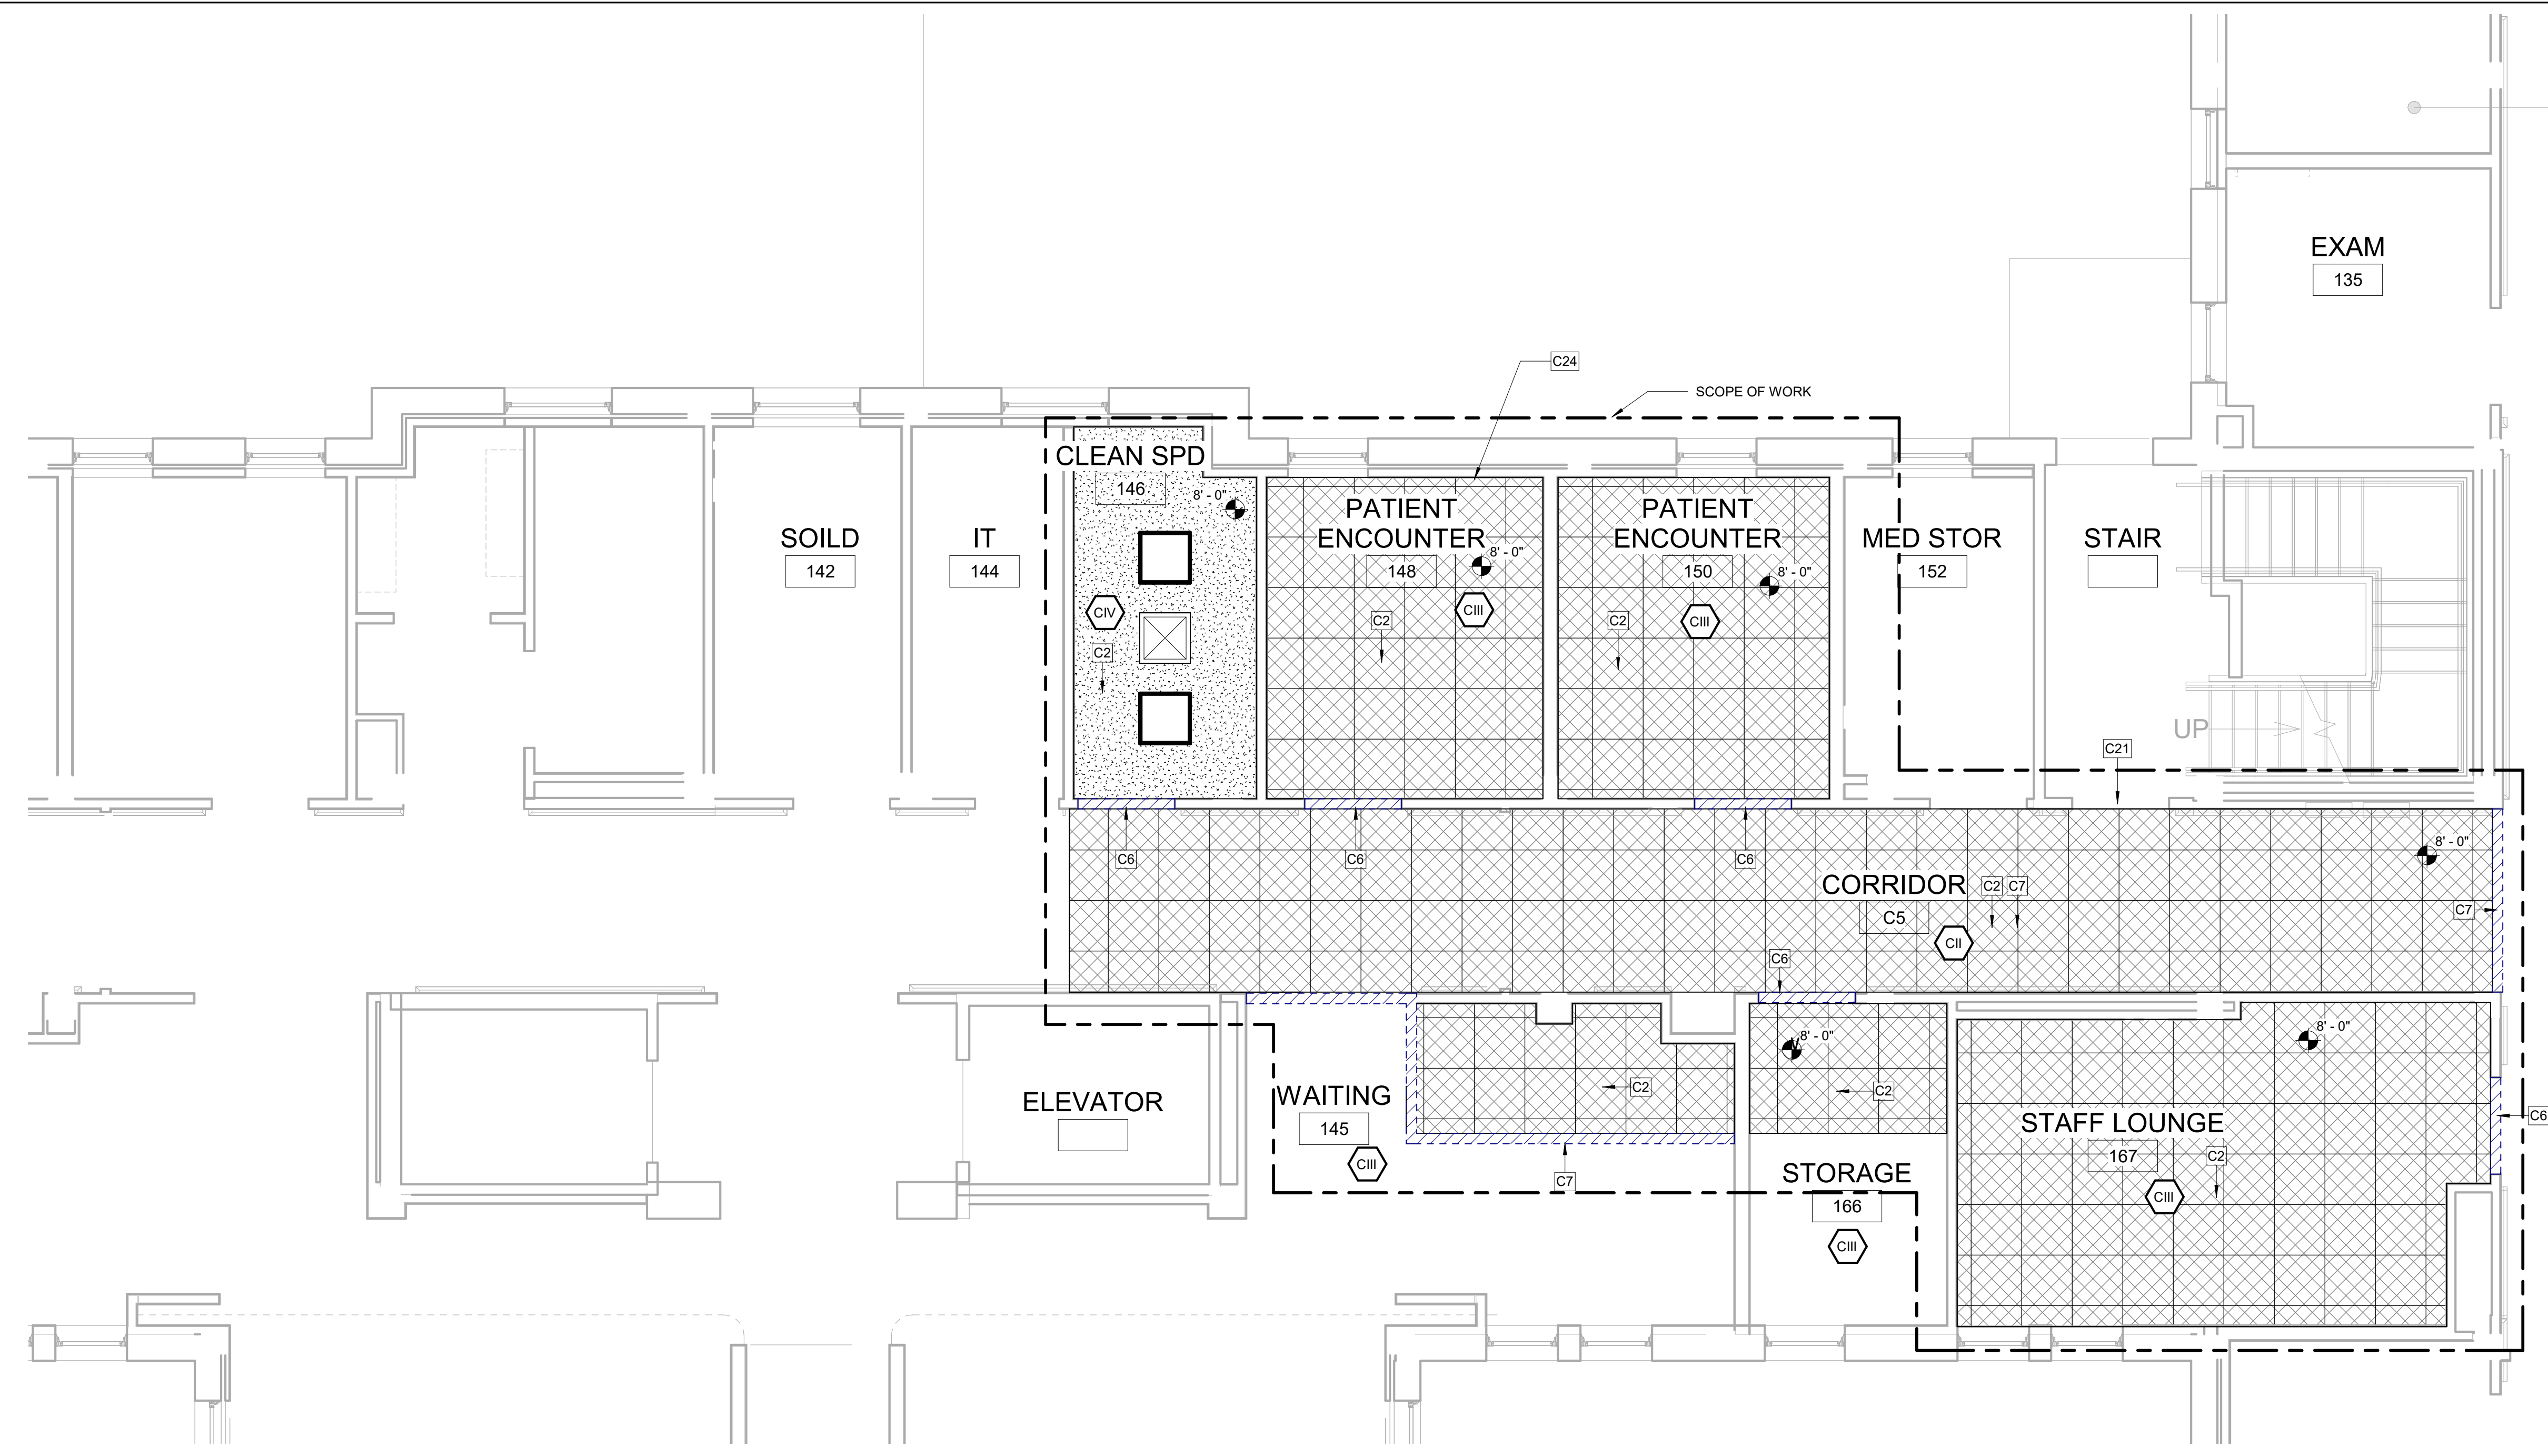 EXAM
135
C24
SCOPE OF WORK
CLEAN SPD
146
8' - 0"
PATIENT
ENCOUNTER
148
8' - 0"
PATIENT
ENCOUNTER
150
8' - 0"
SOILD
142
IT
144
MED STOR
152
STAIR
CIV
C2
C2
CIII
C2
CIII
UP
C21
C6
C6
C6
8' - 0"
CORRIDOR
C5
C2
C7
C7
CII
C6
8' - 0"
8' - 0"
C2
C2
ELEVATOR
WAITING
145
CIII
C7
STORAGE
166
CIII
STAFF LOUNGE
167
C2
CIII
C6